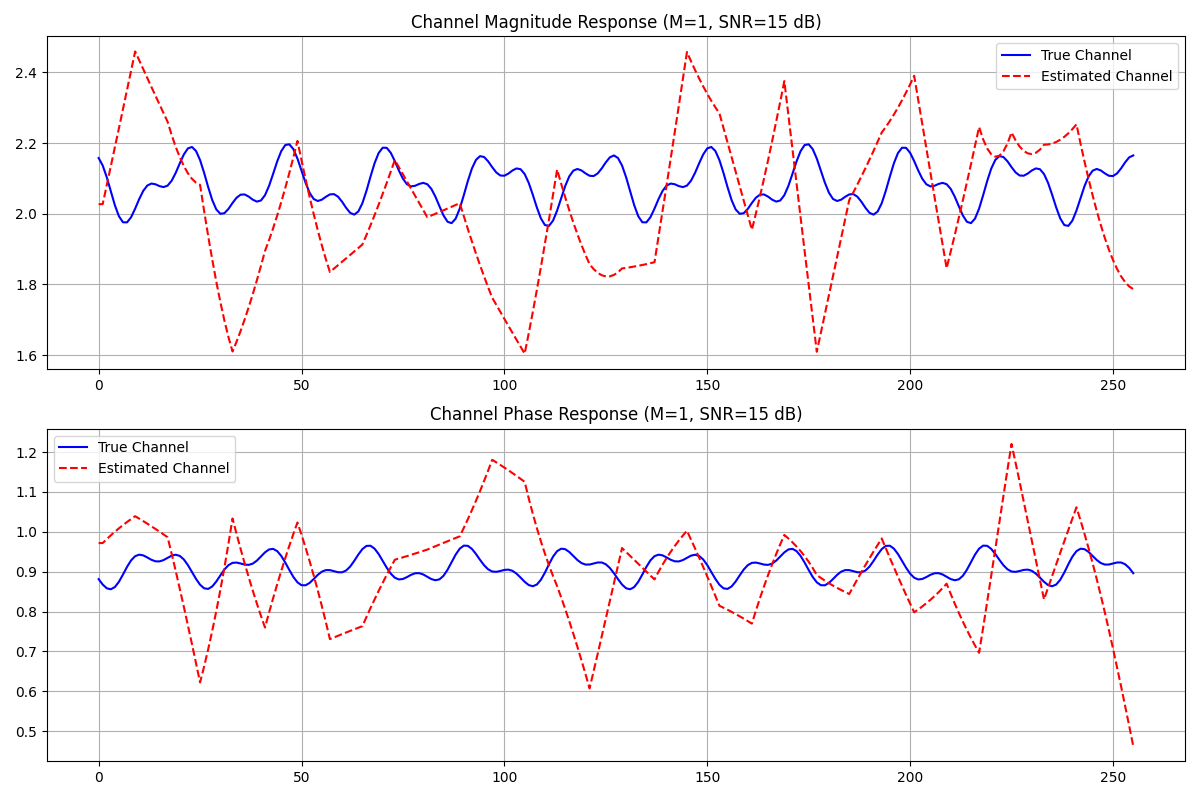 Channel Magnitude Response (M=1, SNR=15 dB)
True Channel
Estimated Channel
2.4
2.2
2.0
1.8
1.6
0 50 100 150 200 250
Channel Phase Response (M=1, SNR=15 dB)
True Channel
Estimated Channel
1.2
1.1
1.0
0.9
0.8
0.7
0.6
0.5
0 50 100 150 200 250